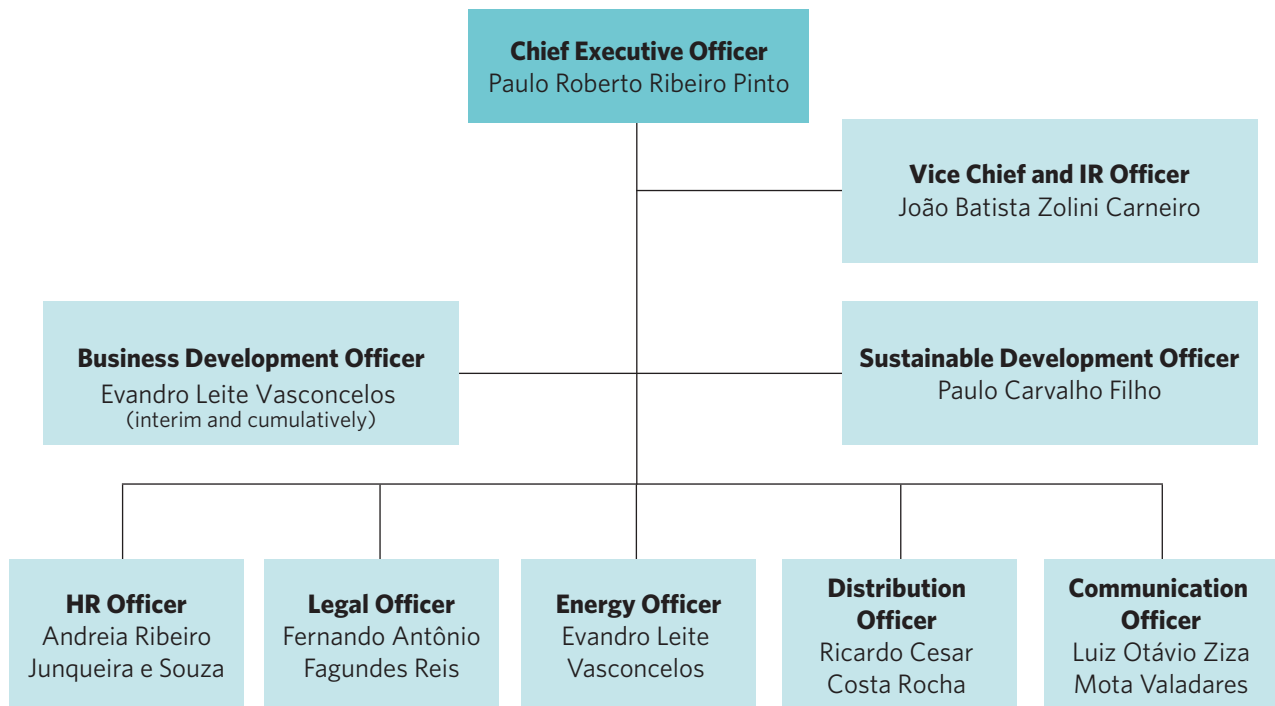 Chief Executive Officer
Paulo Roberto Ribeiro Pinto
Vice Chief and IR Officer
João Batista Zolini Carneiro
Business Development Officer
Evandro Leite Vasconcelos
(interim and cumulatively)
Sustainable Development Officer
Paulo Carvalho Filho
HR Officer
Andreia Ribeiro
Junqueira e Souza
Legal Officer
Fernando Antônio
Fagundes Reis
Energy Officer
Evandro Leite
Vasconcelos
Distribution
Officer
Ricardo Cesar
Costa Rocha
Communication
Officer
Luiz Otávio Ziza
Mota Valadares